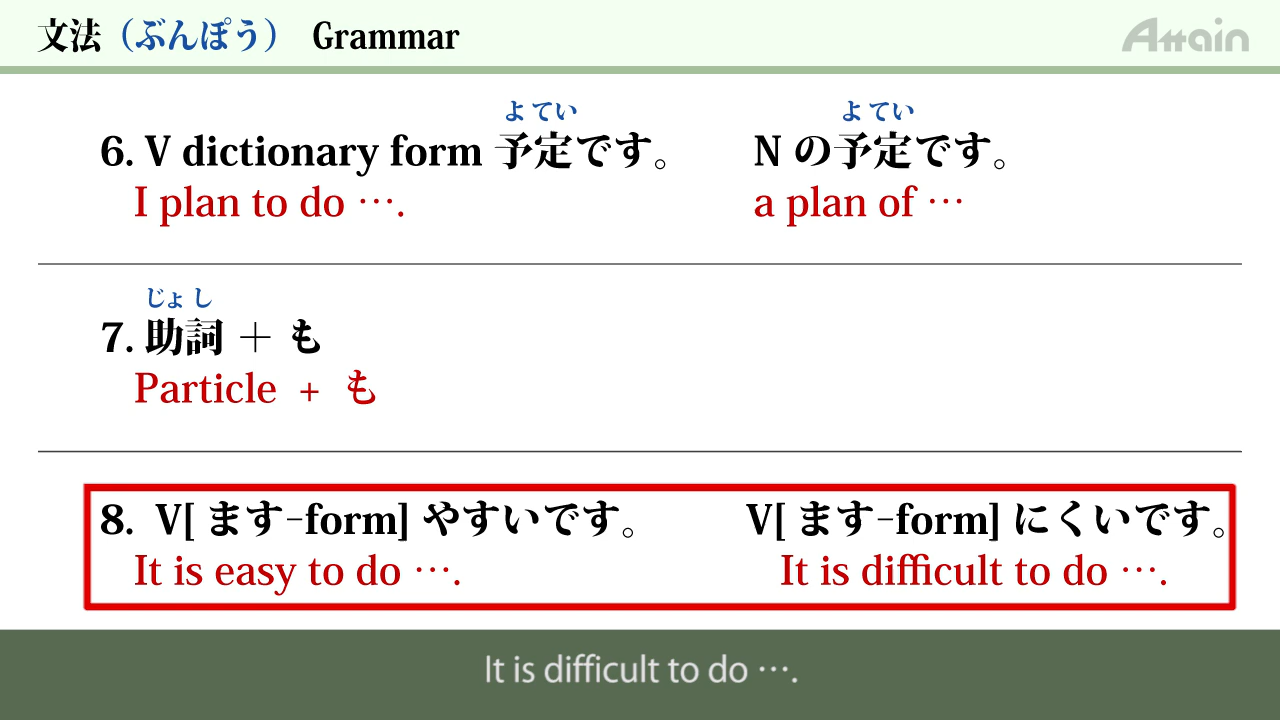 文法（ぶんぽう） Grammar
Attain
よてい よてい
6. V dictionary form 予定です。 N の予定です。
I plan to do …. a plan of …
じょし
7. 助詞 ＋ も
Particle + も
8. V[ ます-form] やすいです。 V[ ます-form] にくいです。
It is easy to do …. It is difficult to do ….
It is difficult to do ….